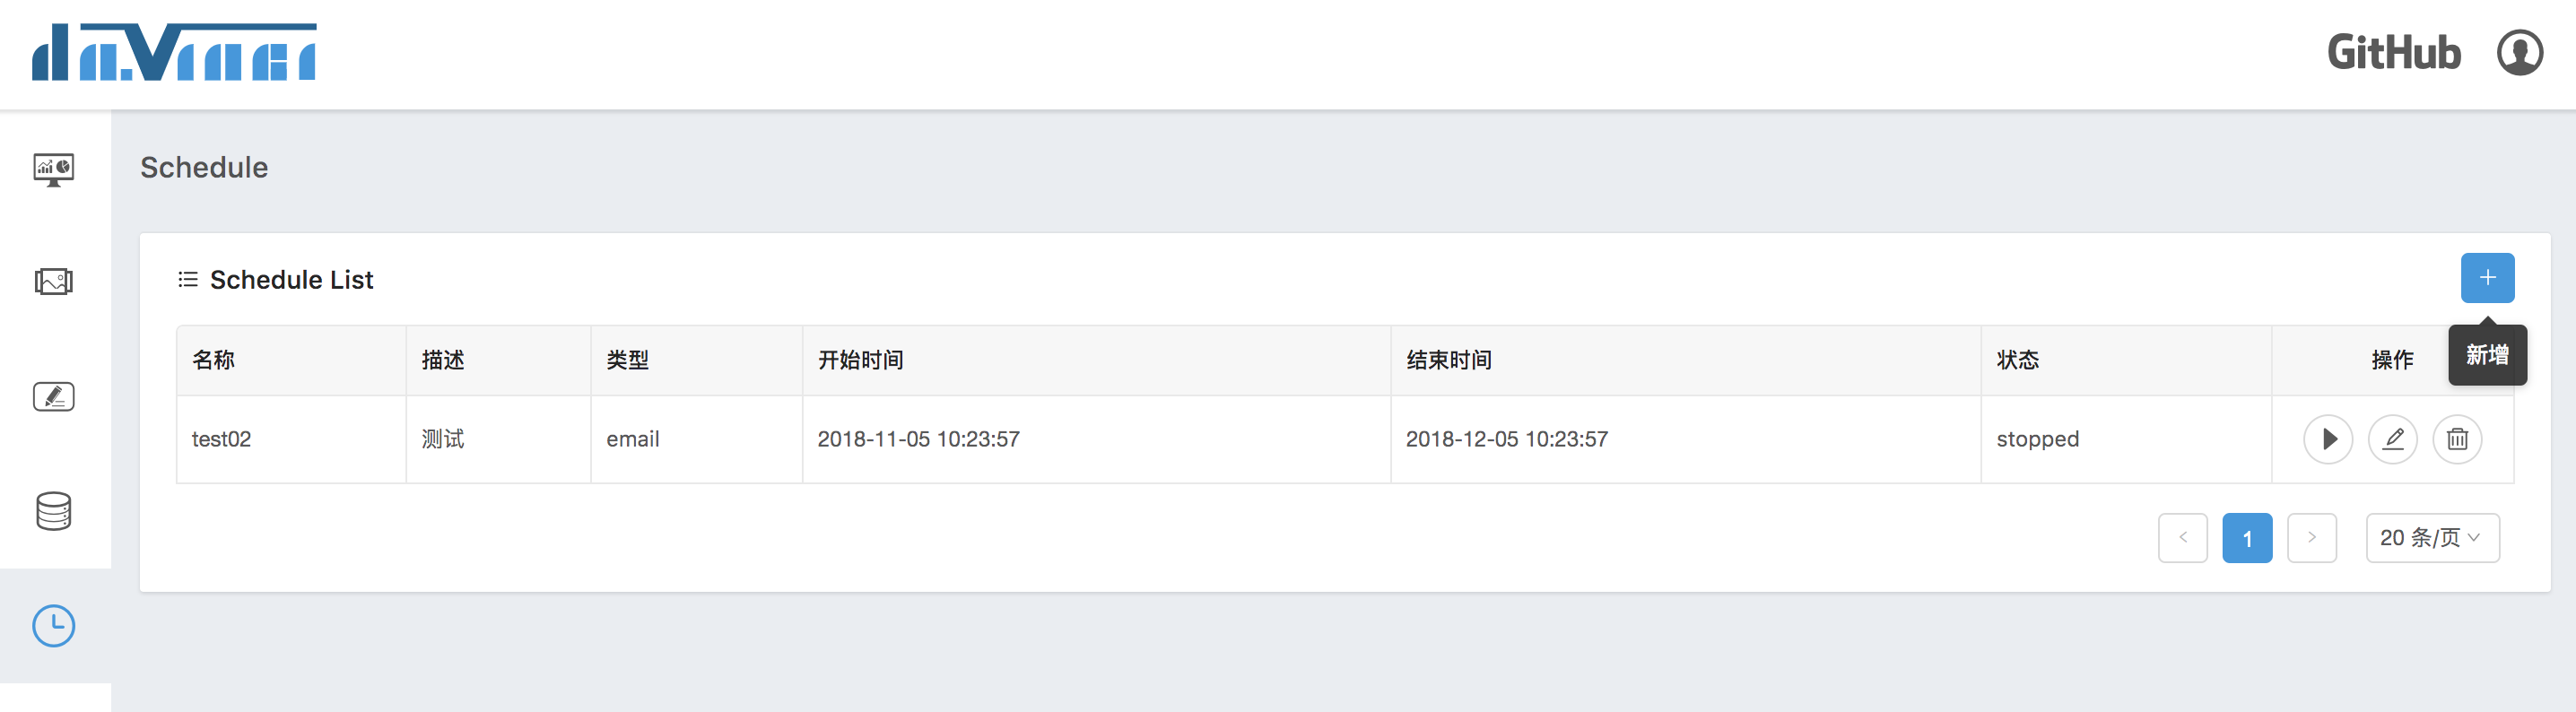 da.Vinci
GitHub
Schedule
Schedule List
名称 描述 类型 开始时间 结束时间 状态 操作 新增
test02 测试 email 2018-11-05 10:23:57 2018-12-05 10:23:57 stopped
1 20 条/页